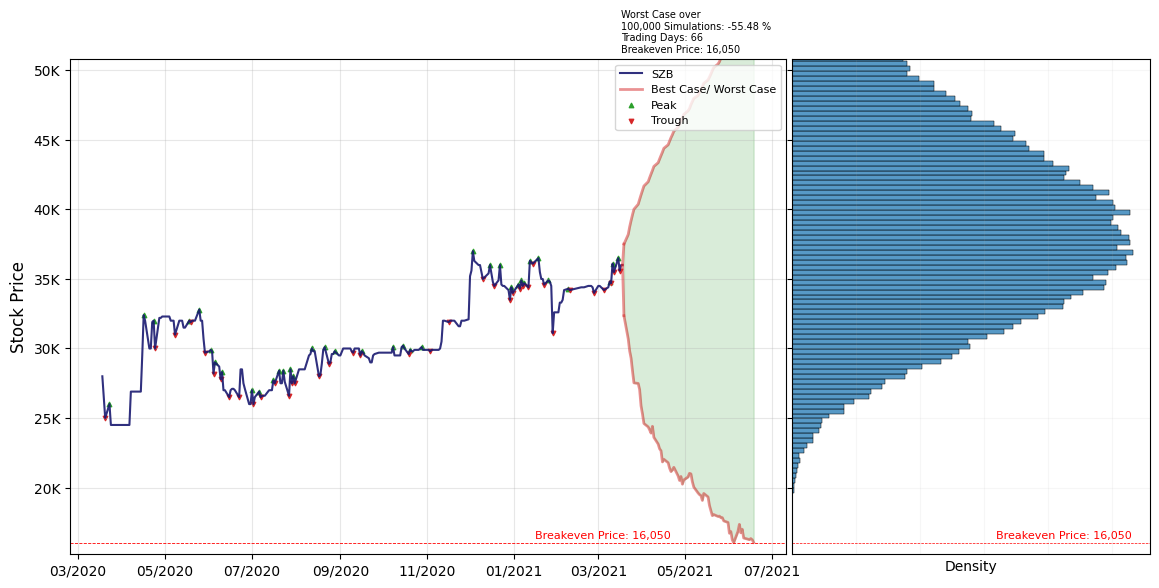 Worst Case over
100,000 Simulations: -55.48 %
Trading Days: 66
Breakeven Price: 16,050
50K
45K
40K
35K
30K
25K
20K
Stock Price
SZB
Best Case/ Worst Case
Peak
Trough
Breakeven Price: 16,050
03/2020
05/2020
07/2020
09/2020
11/2020
01/2021
03/2021
05/2021
07/2021
Breakeven Price: 16,050
Density